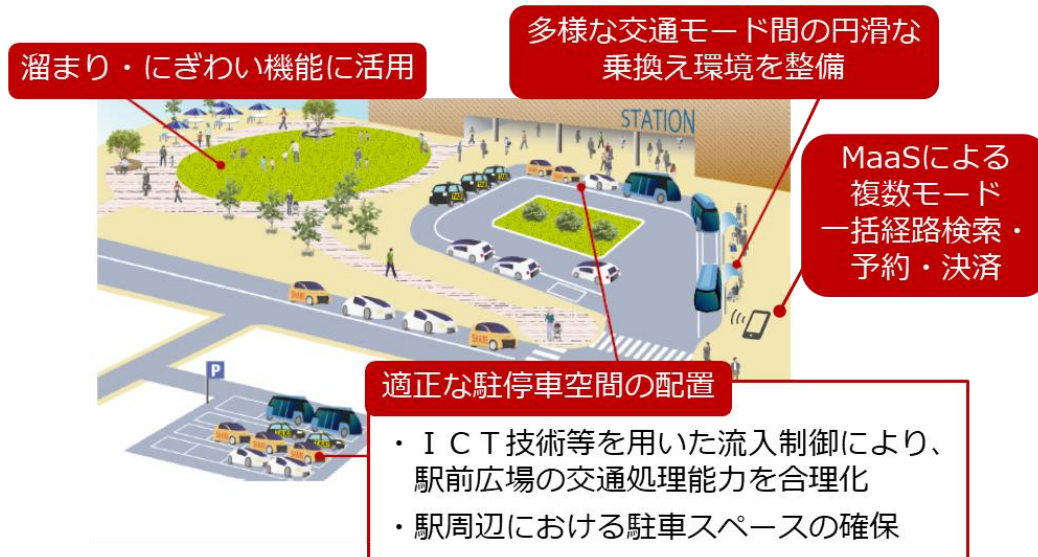 溜まり・にぎわい機能に活用
多様な交通モード間の円滑な
乗換え環境を整備
STATION
MaaSによる
複数モード
一括経路検索・
予約・決済
TAXI
TAXI
TAXI
SHARE
SHARE
P
適正な駐停車空間の配置
・ＩＣＴ技術等を用いた流入制御により、
駅前広場の交通処理能力を合理化
・駅周辺における駐車スペースの確保